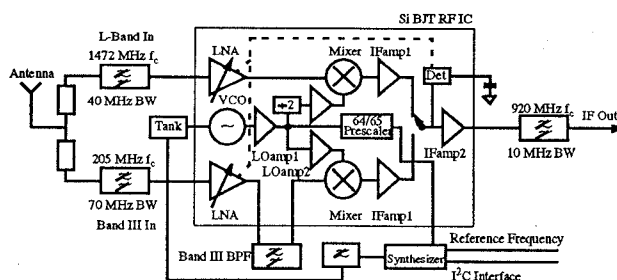 Si BJT RF IC
L-Band In
1472 MHz fc
40 MHz BW
Antenna
LNA
VCO
Tank
~
LOamp1
÷2
LOamp2
64/65
Prescaler
Mixer
IFamp1
Det
IFamp2
920 MHz fc
10 MHz BW
IF Out
205 MHz fc
70 MHz BW
Band III In
LNA
Mixer
IFamp1
Band III BPF
Synthesizer
Reference Frequency
I²C Interface